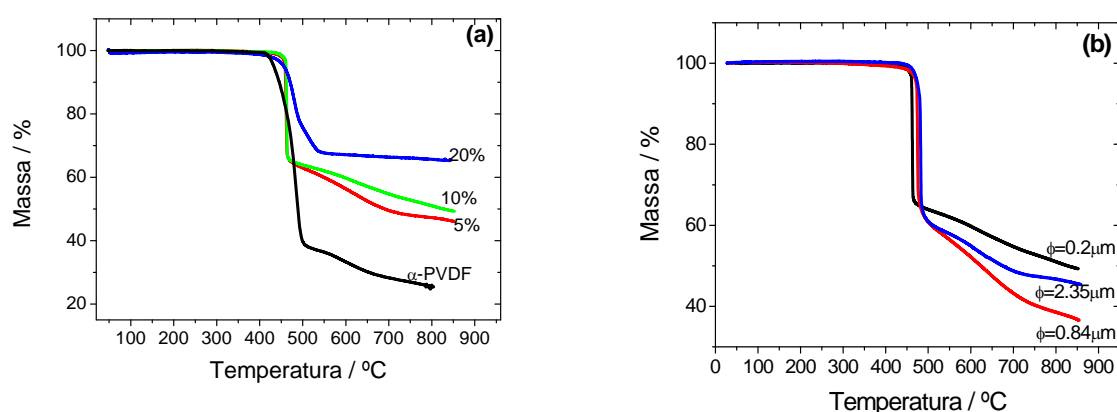 (a)
100
80
60
40
20
Massa / %
20%
10%
5%
α-PVDF
100 200 300 400 500 600 700 800 900
Temperatura / ºC
(b)
100
80
60
40
Massa / %
ϕ=0.2μm
ϕ=2.35μm
ϕ=0.84μm
0 100 200 300 400 500 600 700 800 900
Temperatura / ºC